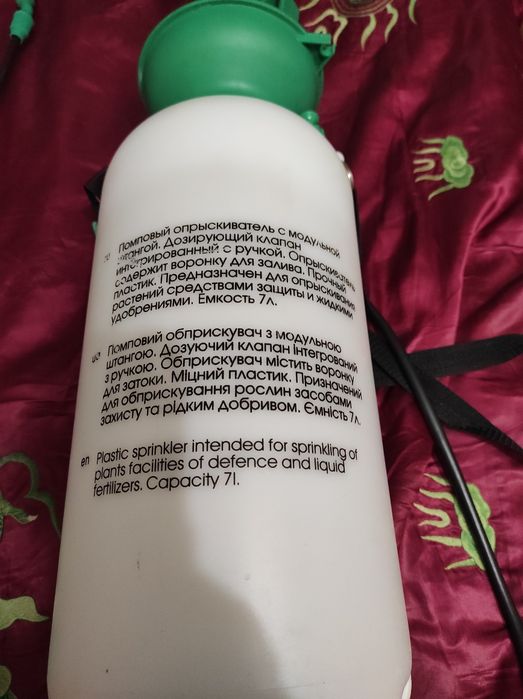 Помповый опрыскиватель с модульной
штангой. Дозирующий клапан
интегрированный с ручкой. Опрыскиватель
содержит воронку для залива. Прочный
пластик. Предназначен для опрыскивания
растений средствами защиты и жидкими
удобрениями. Емкость 7л.
ua Помповий обприскувач з модульною
штангою. Дозуючий клапан інтегрований
з ручкою. Обприскувач містить воронку
для затоки. Міцний пластик. Призначений
для обприскування рослин засобами
захисту та рідким добривом. Ємність 7л.
en Plastic sprinkler intended for sprinkling of
plants facilities of defence and liquid
fertilizers. Capacity 7l.